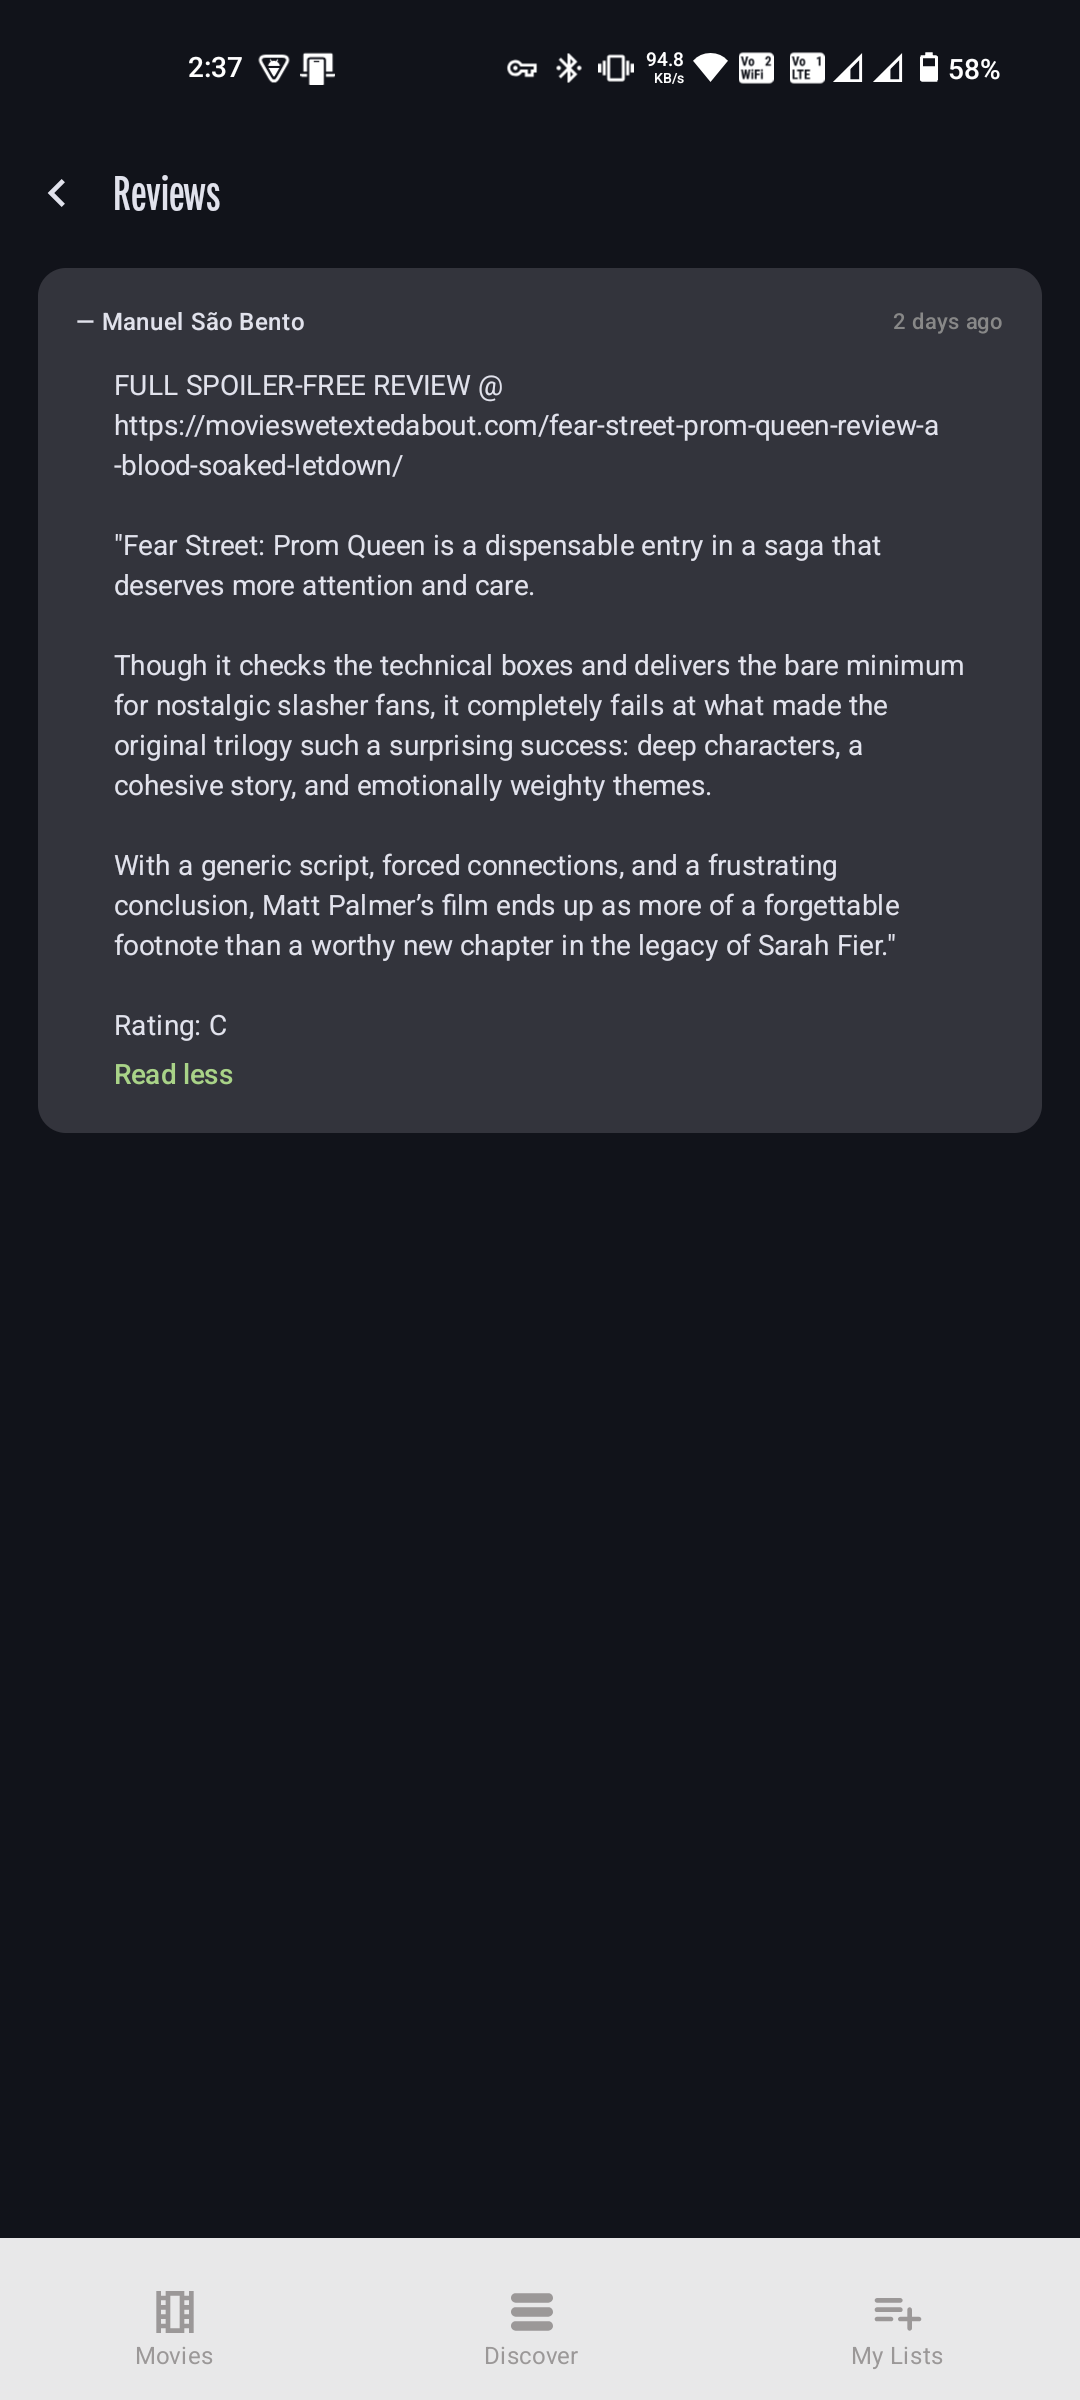 2:37
94.8
KB/s
Vo 2
WiFi
Vo 1
LTE
58%
Reviews
— Manuel São Bento
2 days ago
FULL SPOILER-FREE REVIEW @
https://movieswetextedabout.com/fear-street-prom-queen-review-a
-blood-soaked-letdown/
"Fear Street: Prom Queen is a dispensable entry in a saga that
deserves more attention and care.
Though it checks the technical boxes and delivers the bare minimum
for nostalgic slasher fans, it completely fails at what made the
original trilogy such a surprising success: deep characters, a
cohesive story, and emotionally weighty themes.
With a generic script, forced connections, and a frustrating
conclusion, Matt Palmer’s film ends up as more of a forgettable
footnote than a worthy new chapter in the legacy of Sarah Fier."
Rating: C
Read less
Movies
Discover
My Lists